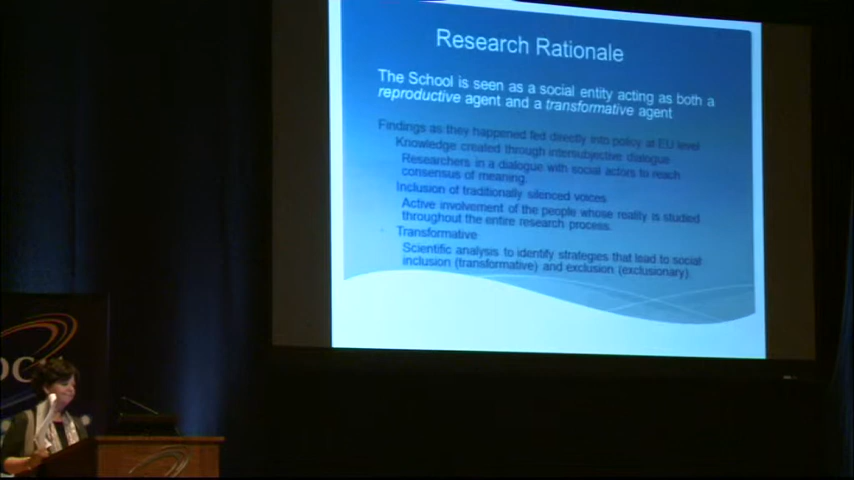 Research Rationale
The School is seen as a social entity acting as both a
reproductive agent and a transformative agent
Findings as they happened fed directly into policy at EU level
Knowledge created through intersubjective dialogue
Researchers in a dialogue with social actors to reach
consensus of meaning.
Inclusion of traditionally silenced voices
Active involvement of the people whose reality is studied
throughout the entire research process.
Transformative
Scientific analysis to identify strategies that lead to social
inclusion (transformative) and exclusion (exclusionary).